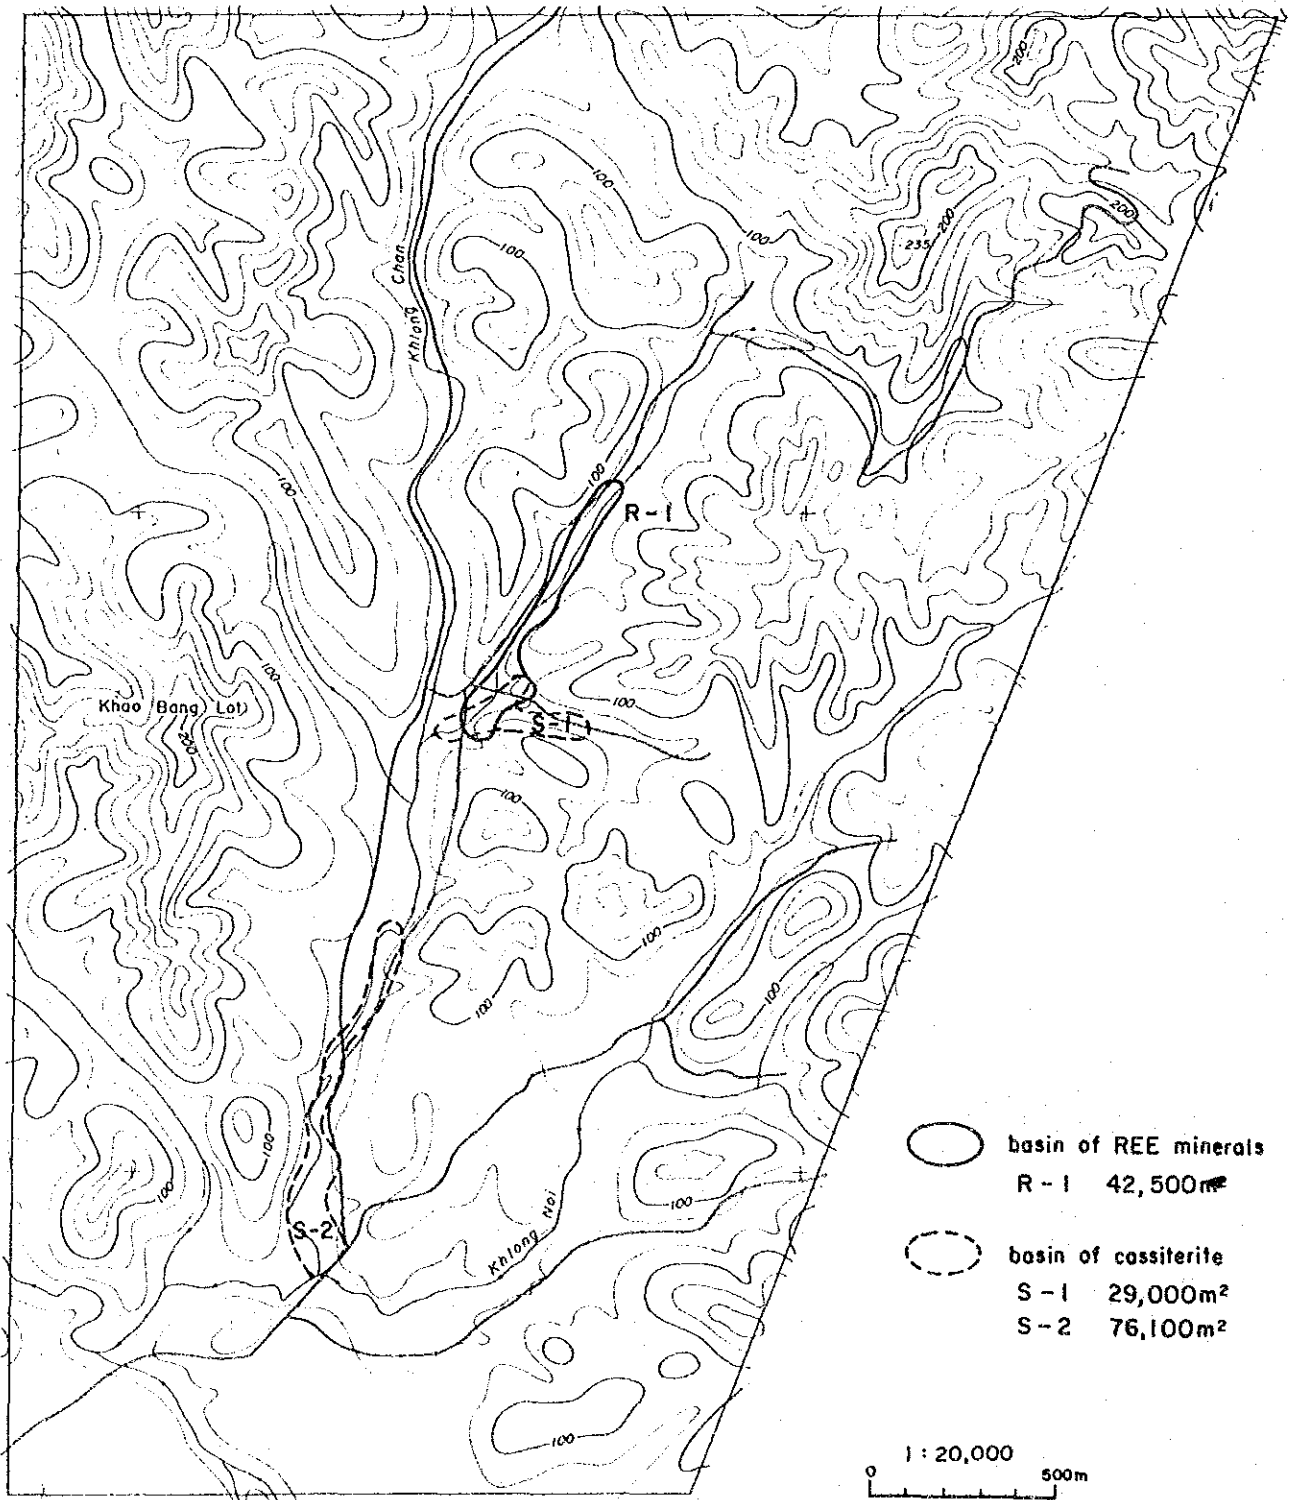 200
100
Khlong Chan
100
100
200
235
200
100
100
R-1
100
Khao Bang Lot
200
100
S-1
100
100
100
100
100
100
S-2
Khlong Noi
100
100
basin of REE minerals
R-1 42,500m²
basin of cassiterite
S-1 29,000m²
S-2 76,100m²
1:20,000
0 500m